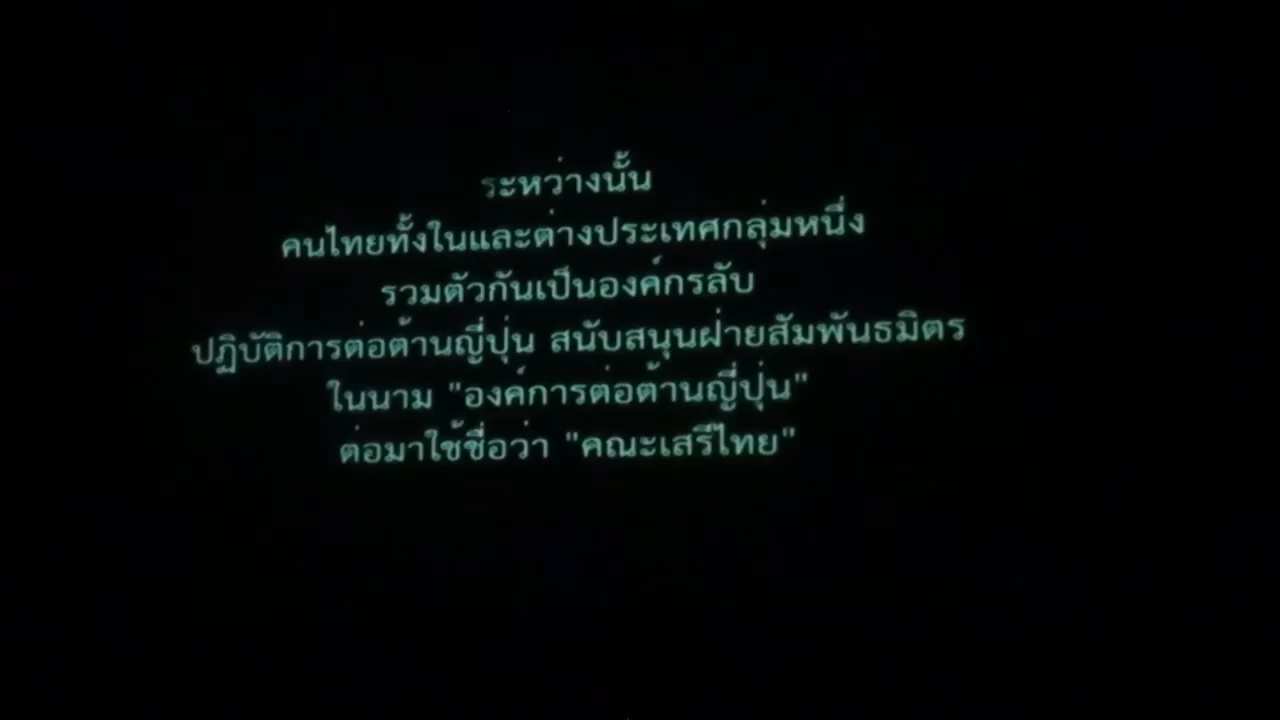 ระหว่างนั้น
คนไทยทั้งในและต่างประเทศกลุ่มหนึ่ง
รวมตัวกันเป็นองค์กรลับ
ปฏิบัติการต่อต้านญี่ปุ่น สนับสนุนฝ่ายสัมพันธมิตร
ในนาม "องค์การต่อต้านญี่ปุ่น"
ต่อมาใช้ชื่อว่า "คณะเสรีไทย"